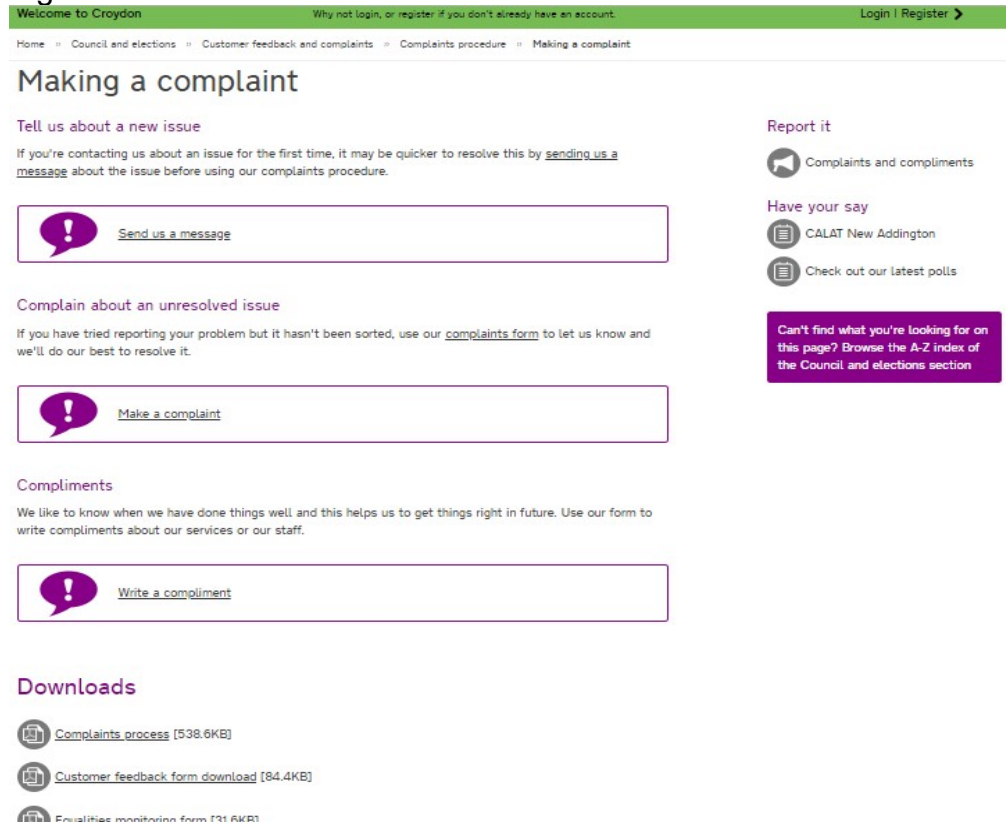 Welcome to Croydon
Why not login, or register if you don't already have an account.
Login | Register ❯
Home » Council and elections » Customer feedback and complaints » Complaints procedure » Making a complaint
Making a complaint
Tell us about a new issue
If you're contacting us about an issue for the first time, it may be quicker to resolve this by sending us a
message about the issue before using our complaints procedure.
Send us a message
Complain about an unresolved issue
If you have tried reporting your problem but it hasn't been sorted, use our complaints form to let us know and
we'll do our best to resolve it.
Make a complaint
Compliments
We like to know when we have done things well and this helps us to get things right in future. Use our form to
write compliments about our services or our staff.
Write a compliment
Downloads
Complaints process [538.6KB]
Customer feedback form download [84.4KB]
Equalities monitoring form [31.6KB]
Report it
Complaints and compliments
Have your say
CALAT New Addington
Check out our latest polls
Can't find what you're looking for on
this page? Browse the A-Z index of
the Council and elections section